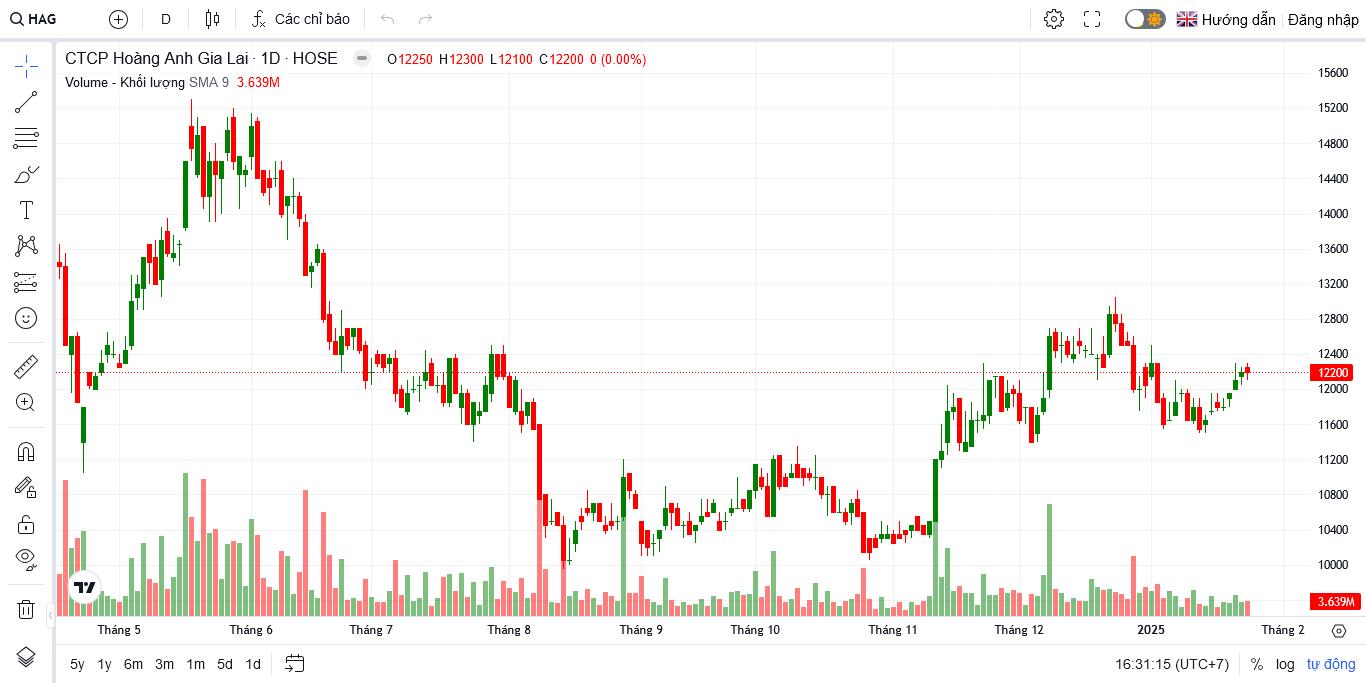 HAG D Các chỉ báo Hướng dẫn Đăng nhập
CTCP Hoàng Anh Gia Lai · 1D · HOSE O12250 H12300 L12100 C12200 0 (0.00%)
Volume - Khối lượng SMA 9 3.639M
15600
15200
14800
14400
14000
13600
13200
12800
12400
12200
12000
11600
11200
10800
10400
10000
3.639M
Tháng 5 Tháng 6 Tháng 7 Tháng 8 Tháng 9 Tháng 10 Tháng 11 Tháng 12 2025 Tháng 2
5y 1y 6m 3m 1m 5d 1d 16:31:15 (UTC+7) % log tự động